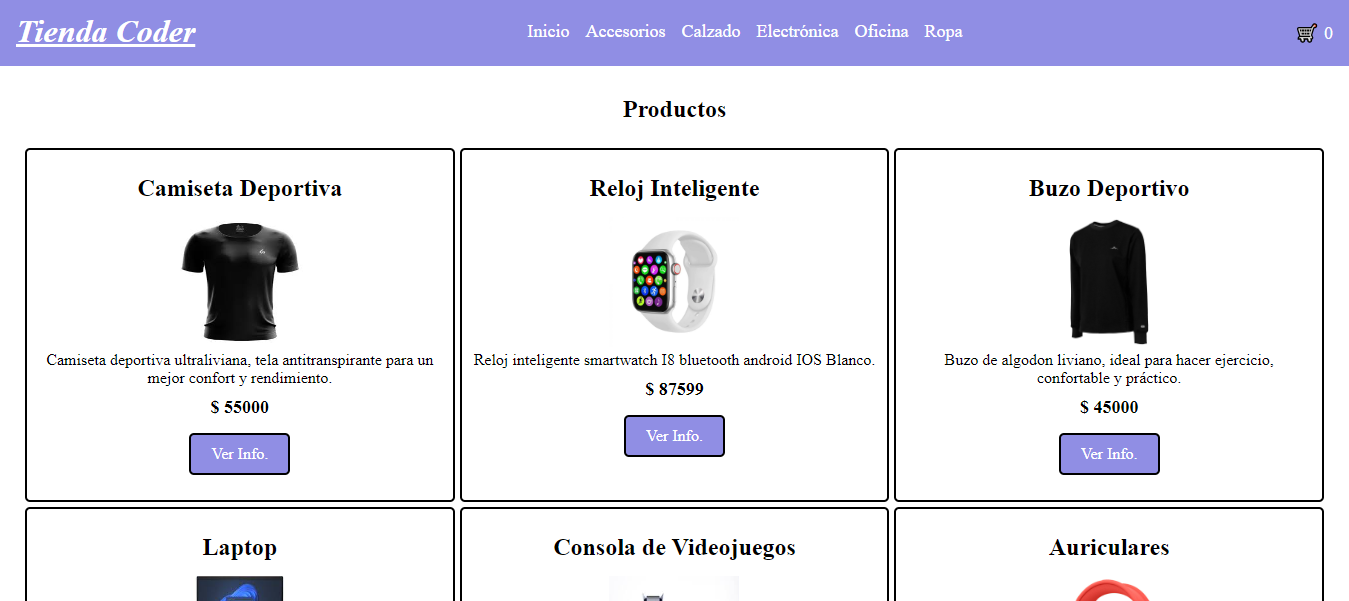 Tienda Coder
Inicio Accesorios Calzado Electrónica Oficina Ropa
0
Productos
Camiseta Deportiva
Camiseta deportiva ultraliviana, tela antitranspirante para un
mejor confort y rendimiento.
$ 55000
Ver Info.
Reloj Inteligente
Reloj inteligente smartwatch I8 bluetooth android IOS Blanco.
$ 87599
Ver Info.
Buzo Deportivo
Buzo de algodon liviano, ideal para hacer ejercicio,
confortable y práctico.
$ 45000
Ver Info.
Laptop
Consola de Videojuegos
Auriculares